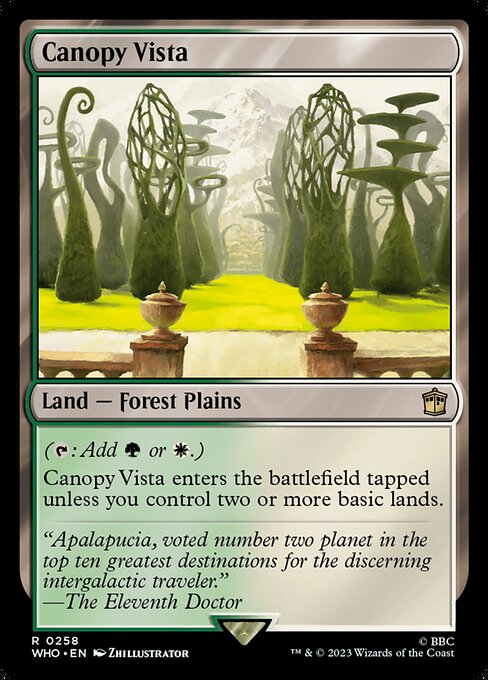 Canopy Vista
Land — Forest Plains
(: Add or .)
Canopy Vista enters the battlefield tapped
unless you control two or more basic lands.
“Apalapucia, voted number two planet in the
top ten greatest destinations for the discerning
intergalactic traveler.”
—The Eleventh Doctor
R 0258
WHO • EN Zhillustrator
© BBC
™ & © 2023 Wizards of the Coast